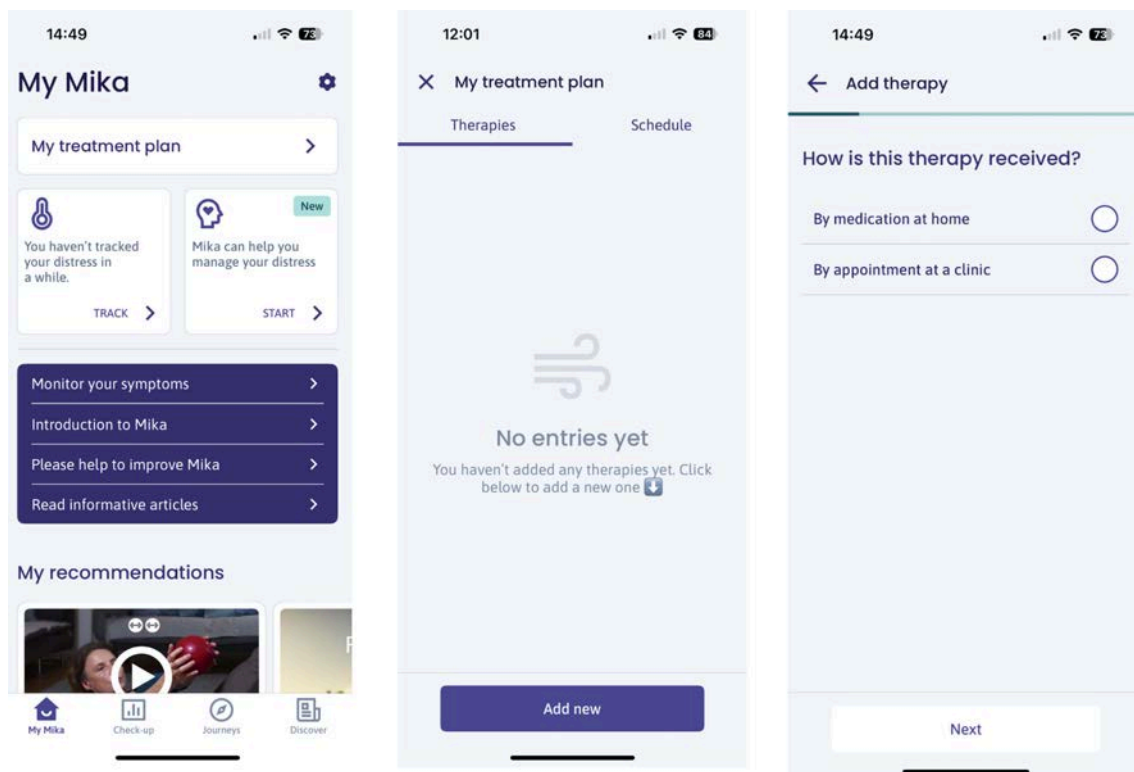 14:49
73
My Mika
My treatment plan
You haven't tracked
your distress in
a while.
TRACK
New
Mika can help you
manage your distress
START
Monitor your symptoms
Introduction to Mika
Please help to improve Mika
Read informative articles
My recommendations
My Mika
Check-up
Journeys
Discover
12:01
84
My treatment plan
Therapies
Schedule
No entries yet
You haven't added any therapies yet. Click
below to add a new one
Add new
14:49
73
Add therapy
How is this therapy received?
By medication at home
By appointment at a clinic
Next